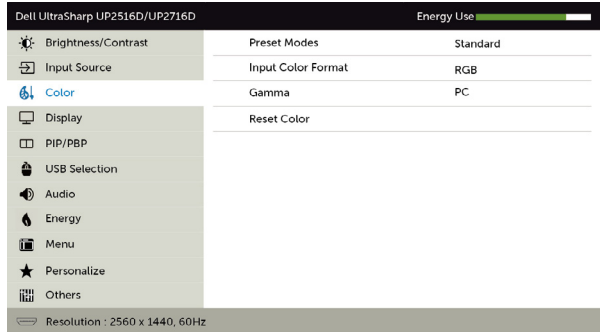 Dell UltraSharp UP2516D/UP2716D Energy Use
Brightness/Contrast Preset Modes Standard
Input Source Input Color Format RGB
Color Gamma PC
Display Reset Color
PIP/PBP
USB Selection
Audio
Energy
Menu
Personalize
Others
Resolution : 2560 x 1440, 60Hz